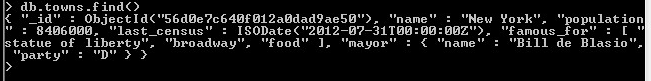 > db.towns.find()
{ "_id" : ObjectId("56d0e7c640f012a0dad9ae50"), "name" : "New York", "population
" : 8406000, "last_census" : ISODate("2012-07-31T00:00:00Z"), "famous_for" : [ "
statue of liberty", "broadway", "food" ], "mayor" : { "name" : "Bill de Blasio",
 "party" : "D" } }
>